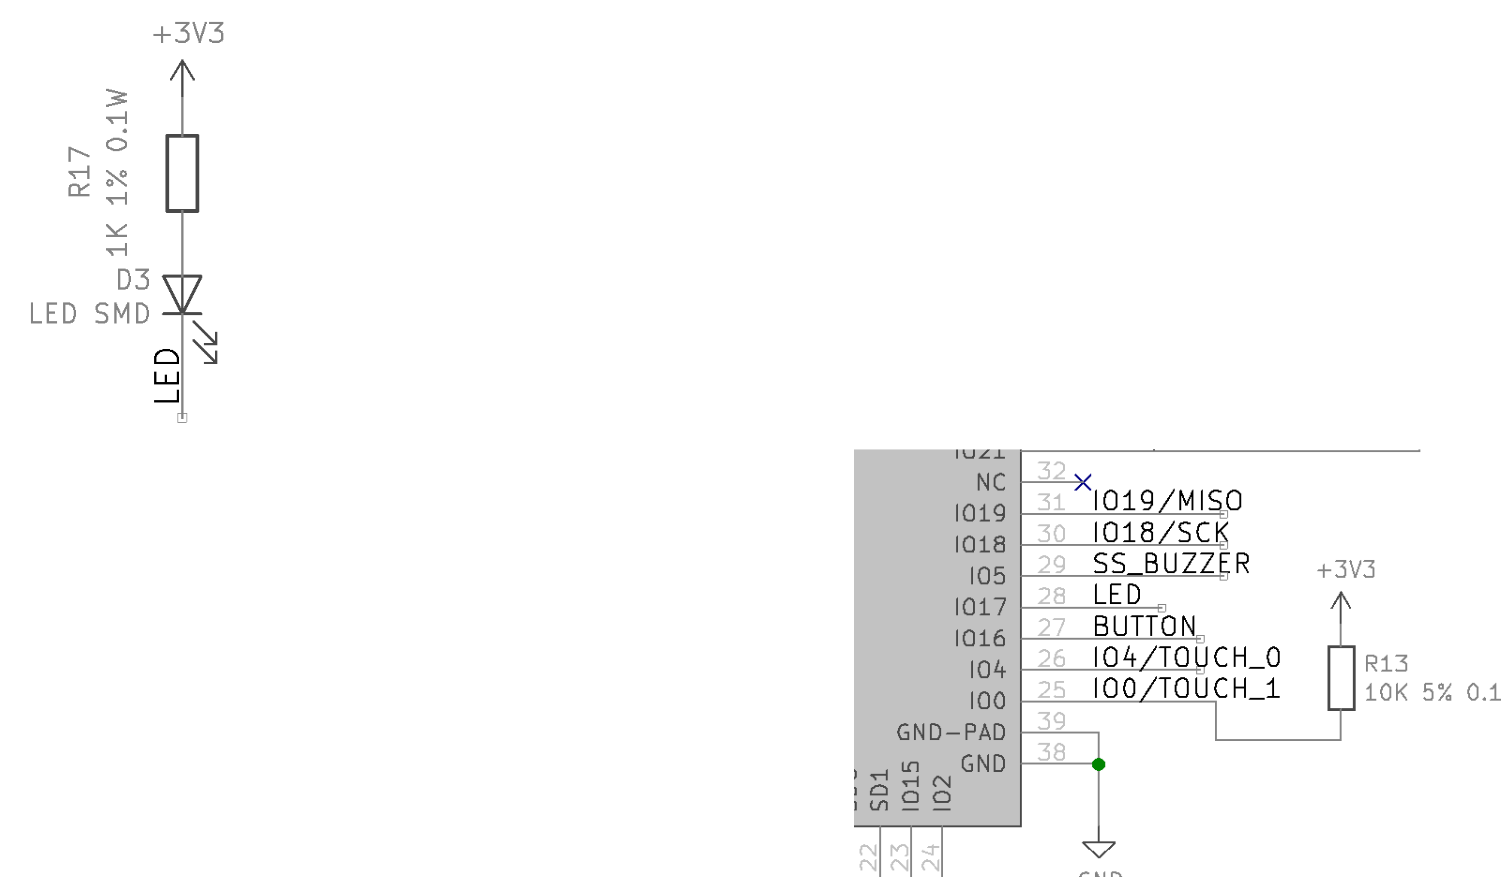 +3V3
R17
1K 1% 0.1W
D3
LED SMD
LED
IO21
32
NC
31
IO19/MISO
IO19
30
IO18/SCK
IO18
29
SS_BUZZER
IO5
28
LED
IO17
27
BUTTON
IO16
26
IO4/TOUCH_0
IO4
25
IO0/TOUCH_1
IO0
39
GND-PAD
38
GND
+3V3
R13
10K 5% 0.1
SD1
IO15
IO2
22
23
24
GND